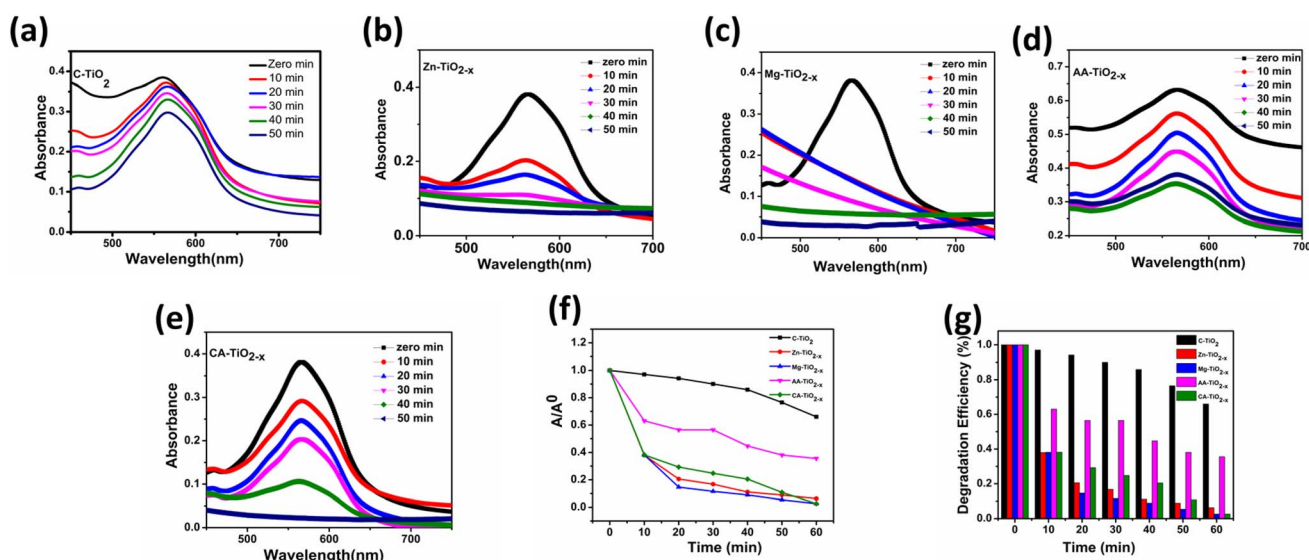 (a)
C-TiO2
Zero min
10 min
20 min
30 min
40 min
50 min
0.4
0.3
0.2
0.1
0.0
Absorbance
500
600
700
Wavelength(nm)
(b)
Zn-TiO2-x
zero min
10 min
20 min
30 min
40 min
50 min
0.4
0.2
0.0
Absorbance
500
600
700
Wavelength(nm)
(c)
Mg-TiO2-x
zero min
10 min
20 min
30 min
40 min
50 min
0.4
0.3
0.2
0.1
0.0
Absorbance
500
600
700
Wavelength(nm)
(d)
AA-TiO2-x
zero min
10 min
20 min
30 min
40 min
50 min
0.7
0.6
0.5
0.4
0.3
0.2
Absorbance
500
600
700
Wavelength(nm)
(e)
CA-TiO2-x
zero min
10 min
20 min
30 min
40 min
50 min
0.4
0.3
0.2
0.1
0.0
Absorbance
500
600
700
Wavelength(nm)
(f)
C-TiO2
Zn-TiO2-x
Mg-TiO2-x
AA-TiO2-x
CA-TiO2-x
1.2
1.0
0.8
0.6
0.4
0.2
0.0
A/A0
0
10
20
30
40
50
60
Time (min)
(g)
C-TiO2
Zn-TiO2-x
Mg-TiO2-x
AA-TiO2-x
CA-TiO2-x
1.0
0.8
0.6
0.4
0.2
0.0
Degradation Efficiency (%)
0
10
20
30
40
50
60
Time (min)